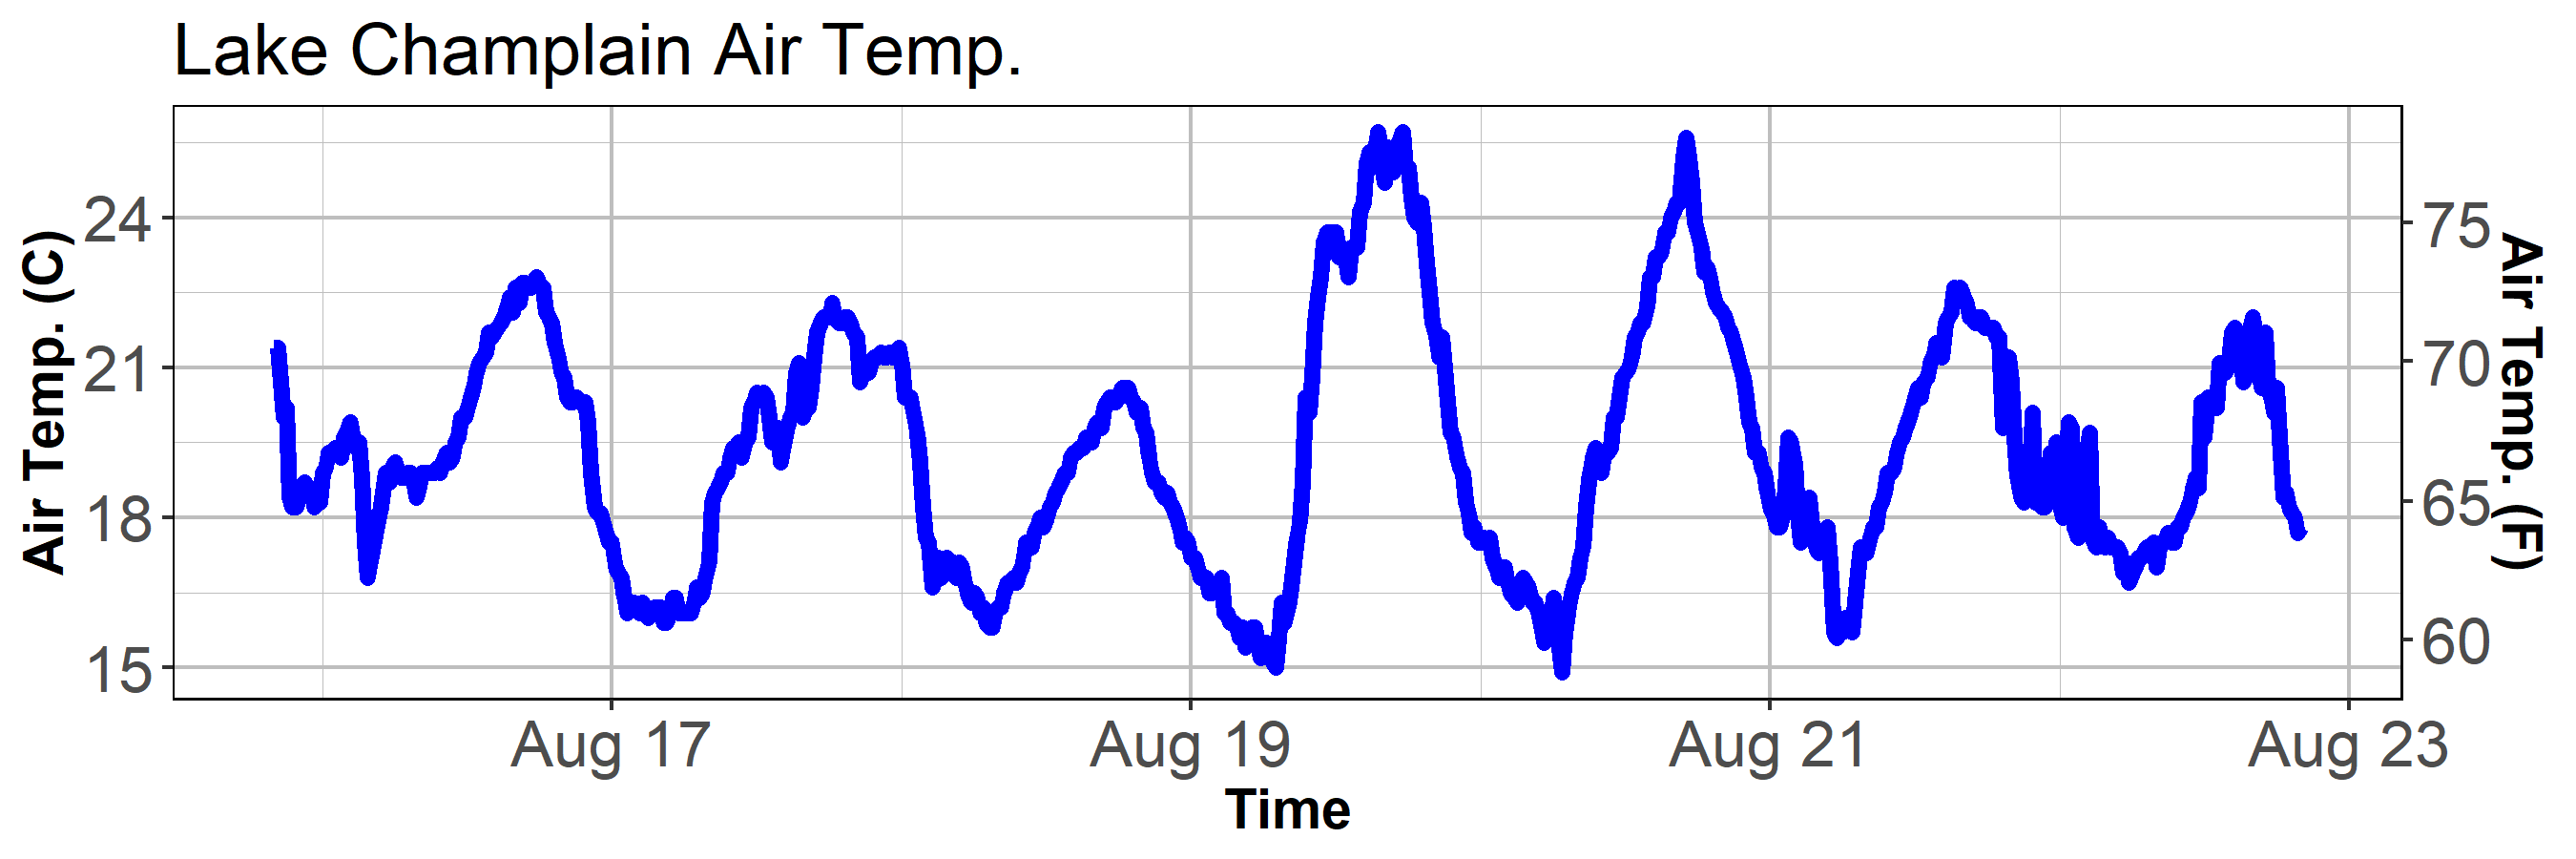 Lake Champlain Air Temp.
Air Temp. (C)
24
21
18
15
75
70
65
60
Air Temp. (F)
Aug 17
Aug 19
Aug 21
Aug 23
Time